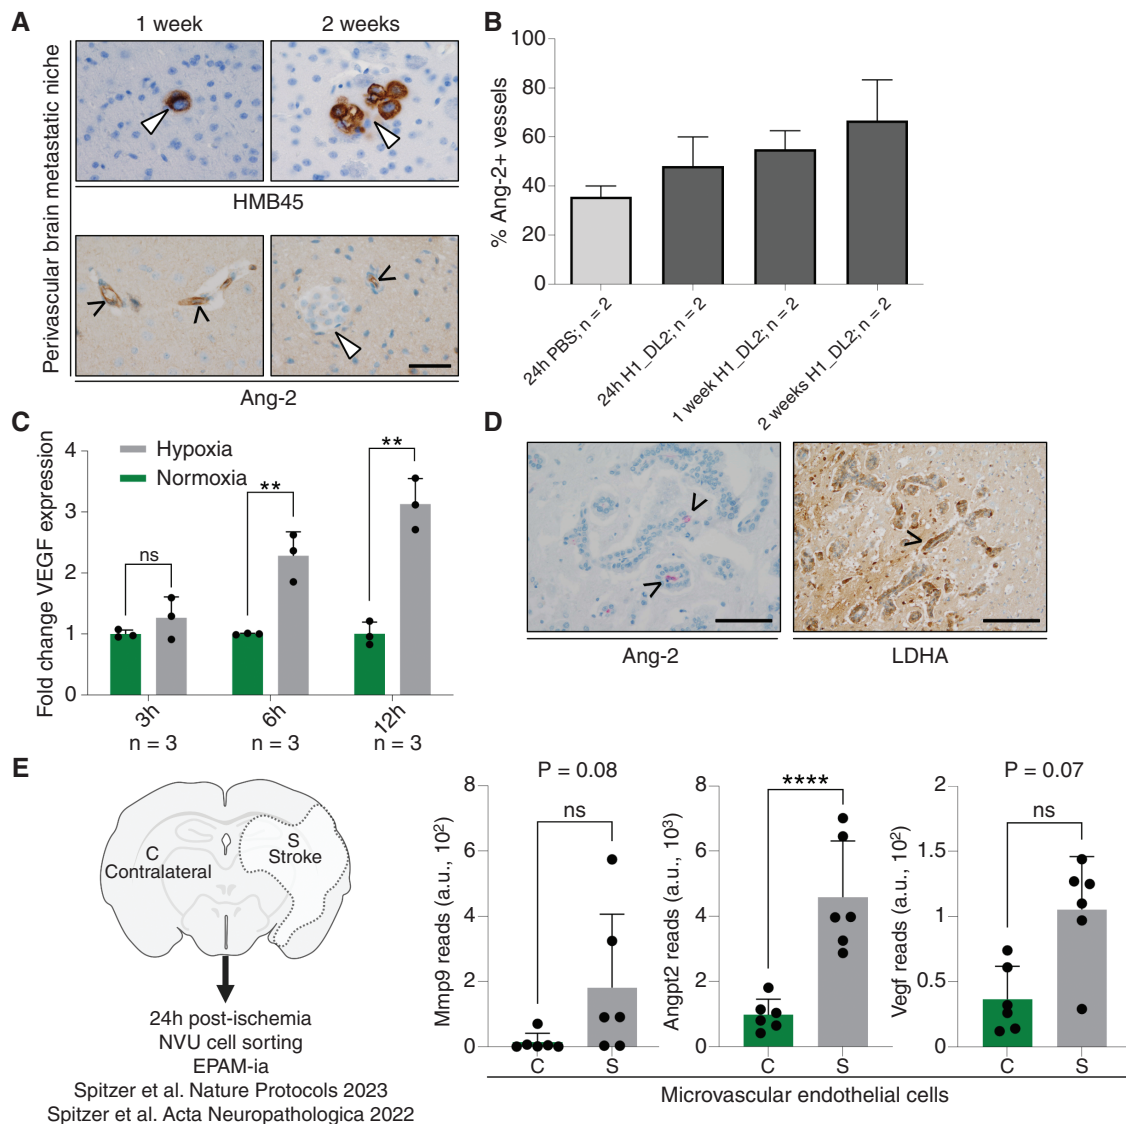 A
1 week
2 weeks
Perivascular brain metastatic niche
HMB45
Ang-2
B
% Ang-2+ vessels
100
80
60
40
20
0
24h PBS; n = 2
24h H1_DL2; n = 2
1 week H1_DL2; n = 2
2 weeks H1_DL2; n = 2
C
Fold change VEGF expression
Hypoxia
Normoxia
4
3
2
1
0
ns
**
**
3h
6h
12h
n = 3
n = 3
n = 3
D
Ang-2
LDHA
E
C
Contralateral
S
Stroke
24h post-ischemia
NVU cell sorting
EPAM-ia
Spitzer et al. Nature Protocols 2023
Spitzer et al. Acta Neuropathologica 2022
P = 0.08
ns
Mmp9 reads (a.u., 10²)
8
6
4
2
0
C
S
****
Angpt2 reads (a.u., 10³)
8
6
4
2
0
C
S
P = 0.07
ns
Vegf reads (a.u., 10²)
2
1.5
1
0.5
0
C
S
Microvascular endothelial cells